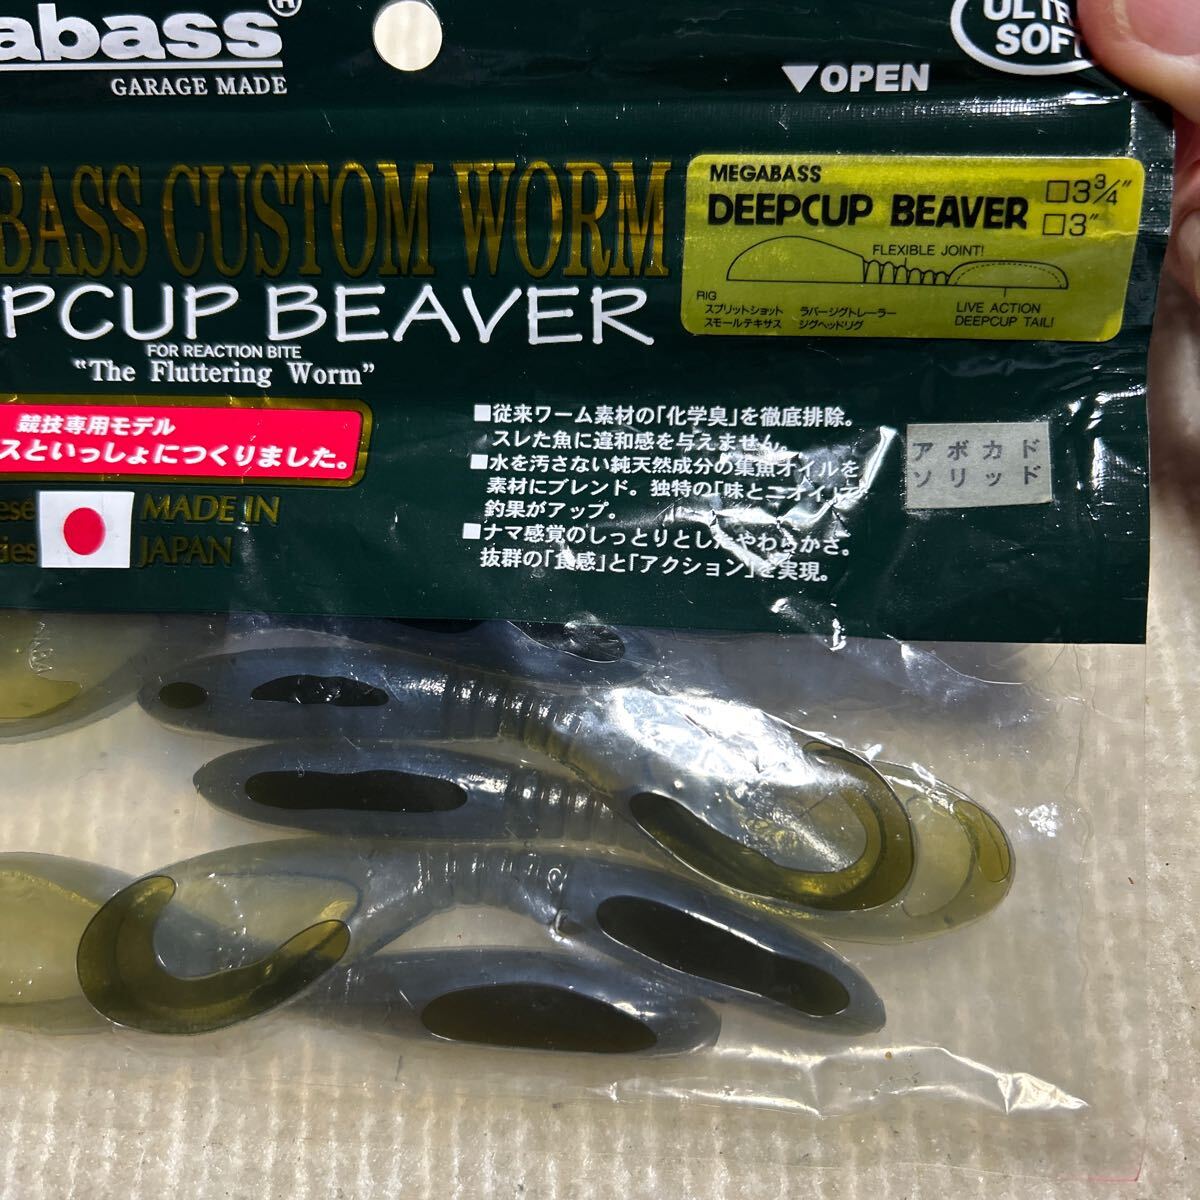 abass®
GARAGE MADE
▼OPEN
SOFT
BASS CUSTOM WORM
PCUP BEAVER
FOR REACTION BITE
"The Fluttering Worm"
競技専用モデル
スといっしょにつくりました。
MADE IN
JAPAN
MEGABASS
DEEPCUP BEAVER
□3¾"
□3"
FLEXIBLE JOINT!
RIG
スプリットショット ラバージグトレーラー
スモールテキサス ジグヘッドリグ
LIVE ACTION
DEEPCUP TAIL!
■従来ワーム素材の「化学臭」を徹底排除。
スレた魚に違和感を与えません。
■水を汚さない純天然成分の集魚オイルを
素材にブレンド。独特の「味とニオイ」で
釣果がアップ。
■ナマ感覚のしっとりとしたやわらかさ。
抜群の「食感」と「アクション」を実現。
アボカド
ソリッド